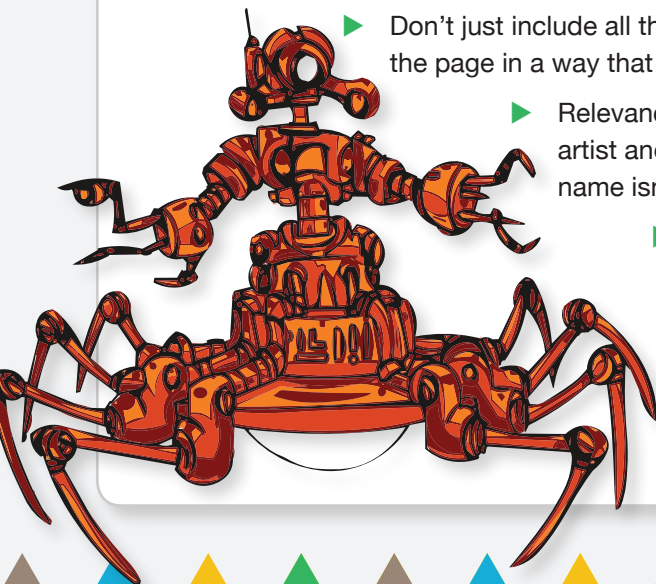 Don’t just include all th
the page in a way that
Relevanc
artist and
name isn